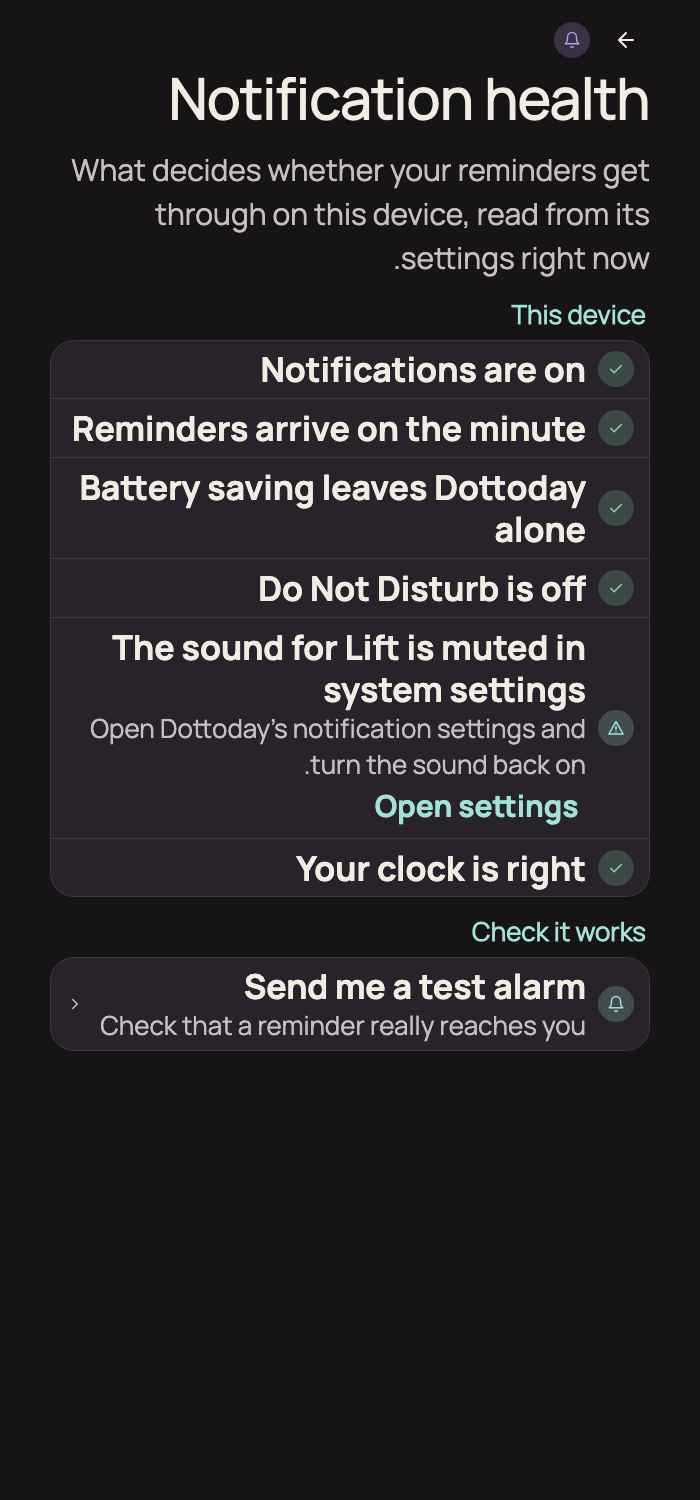 Notification health
What decides whether your reminders get
through on this device, read from its
.settings right now
This device
Notifications are on
Reminders arrive on the minute
Battery saving leaves Dottoday
alone
Do Not Disturb is off
The sound for Lift is muted in
system settings
Open Dottoday's notification settings and
.turn the sound back on
Open settings
Your clock is right
Check it works
Send me a test alarm
Check that a reminder really reaches you